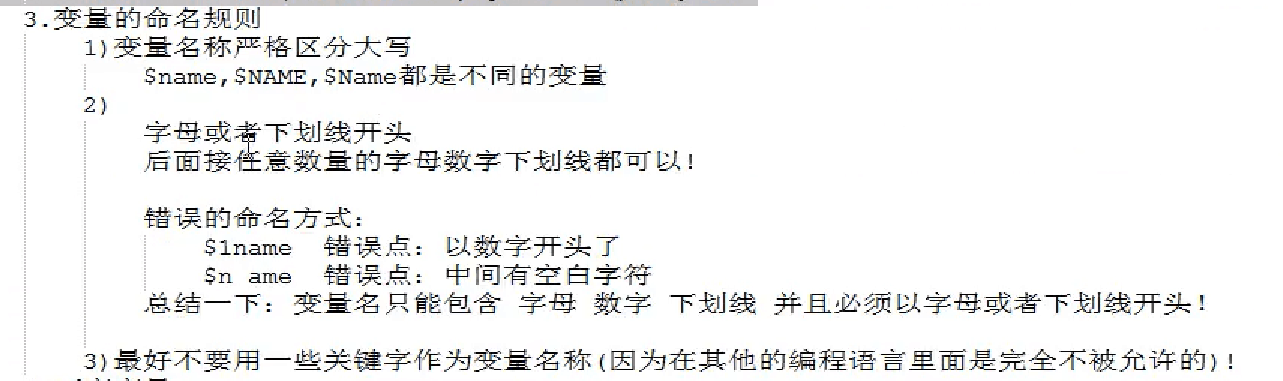 3.变量的命名规则
1)变量名称严格区分大写
$name,$NAME,$Name都是不同的变量
2)
字母或者下划线开头
后面接任意数量的字母数字下划线都可以!
错误的命名方式:
$1name 错误点: 以数字开头了
$n ame 错误点: 中间有空白字符
总结一下: 变量名只能包含 字母 数字 下划线 并且必须以字母或者下划线开头!
3)最好不要用一些关键字作为变量名称(因为在其他的编程语言里面是完全不被允许的)!